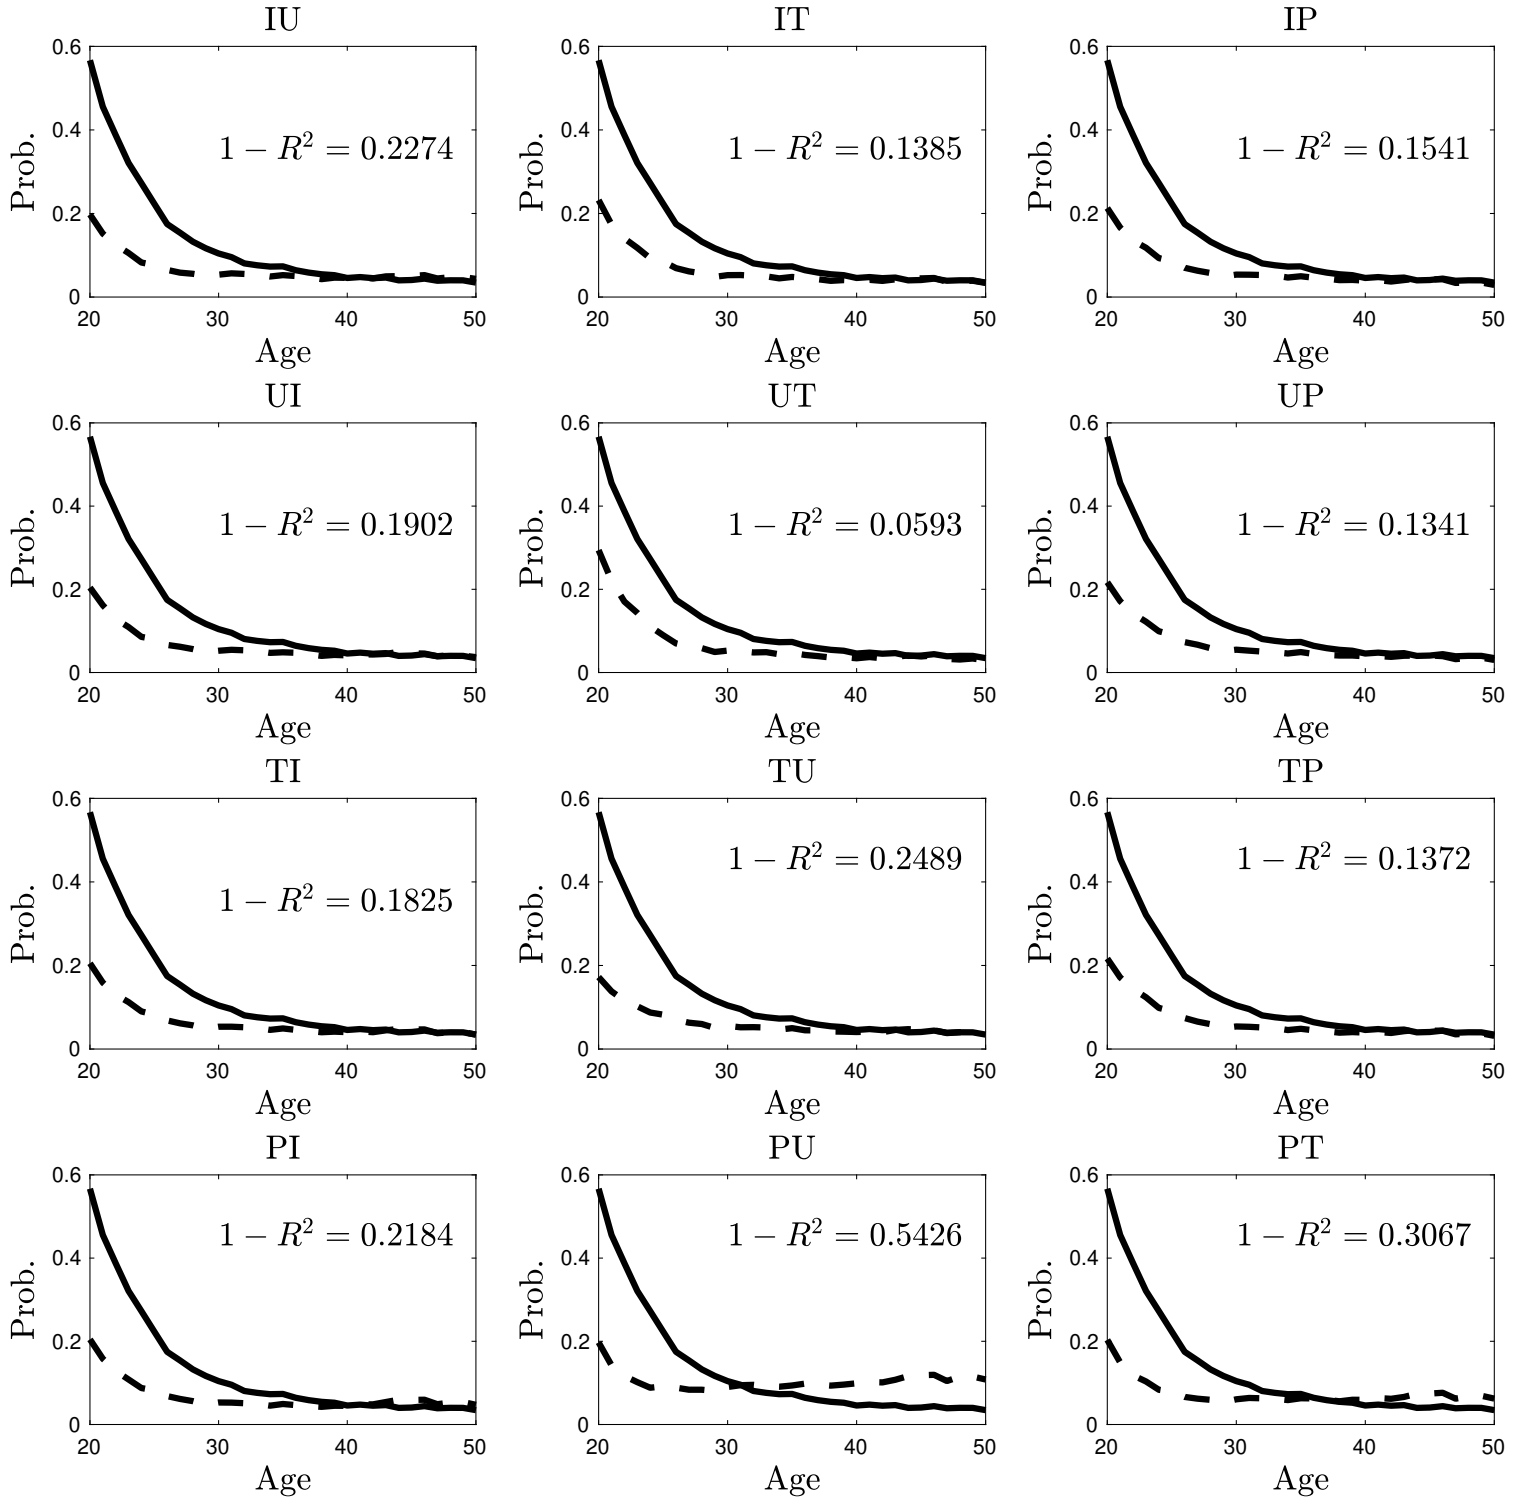 IU IT IP
0.6 0.6 0.6
0.4 0.4 0.4
1 − R² = 0.2274 1 − R² = 0.1385 1 − R² = 0.1541
Prob. Prob. Prob.
0.2 0.2 0.2
0 0 0
20 30 40 50 20 30 40 50 20 30 40 50
Age Age Age
UI UT UP
0.6 0.6 0.6
0.4 0.4 0.4
1 − R² = 0.1902 1 − R² = 0.0593 1 − R² = 0.1341
Prob. Prob. Prob.
0.2 0.2 0.2
0 0 0
20 30 40 50 20 30 40 50 20 30 40 50
Age Age Age
TI TU TP
0.6 0.6 0.6
1 − R² = 0.2489 1 − R² = 0.1372
0.4 0.4 0.4
1 − R² = 0.1825
Prob. Prob. Prob.
0.2 0.2 0.2
0 0 0
20 30 40 50 20 30 40 50 20 30 40 50
Age Age Age
PI PU PT
0.6 0.6 0.6
1 − R² = 0.2184 1 − R² = 0.5426 1 − R² = 0.3067
0.4 0.4 0.4
Prob. Prob. Prob.
0.2 0.2 0.2
0 0 0
20 30 40 50 20 30 40 50 20 30 40 50
Age Age Age